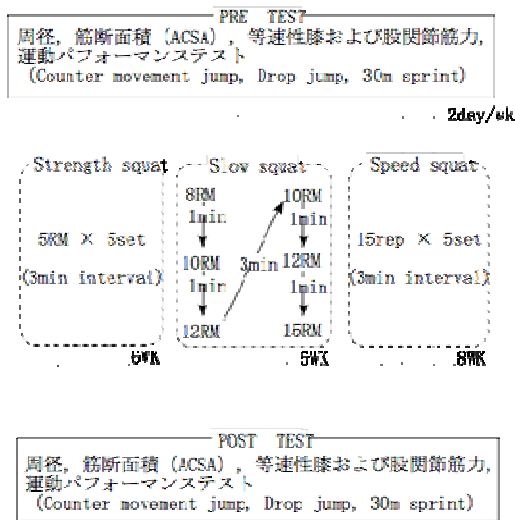 PRE TEST
周径, 筋断面積 (ACSA), 等速性膝および股関節筋力,
運動パフォーマンステスト
(Counter movement jump, Drop jump, 30m sprint)
2day/wk
Strength squat
5RM × 5set
(3min interval)
6WK
Slow squat
8RM
1min
10RM
1min
12RM
3min
10RM
1min
12RM
1min
15RM
Speed squat
15rep × 5set
(3min interval)
POST TEST
周径, 筋断面積 (ACSA), 等速性膝および股関節筋力,
運動パフォーマンステスト
(Counter movement jump, Drop jump, 30m sprint)